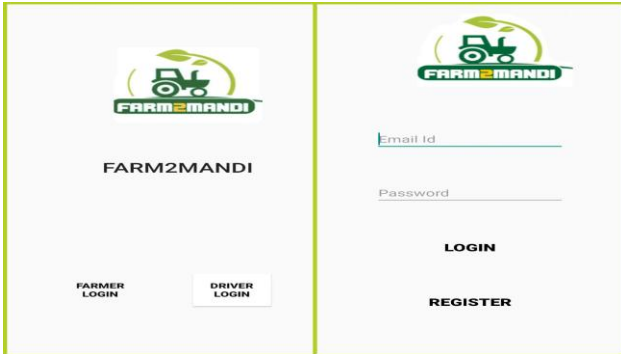 FARM2MANDI
FARM2MANDI
FARMER
LOGIN
DRIVER
LOGIN
FARM2MANDI
Email Id
Password
LOGIN
REGISTER